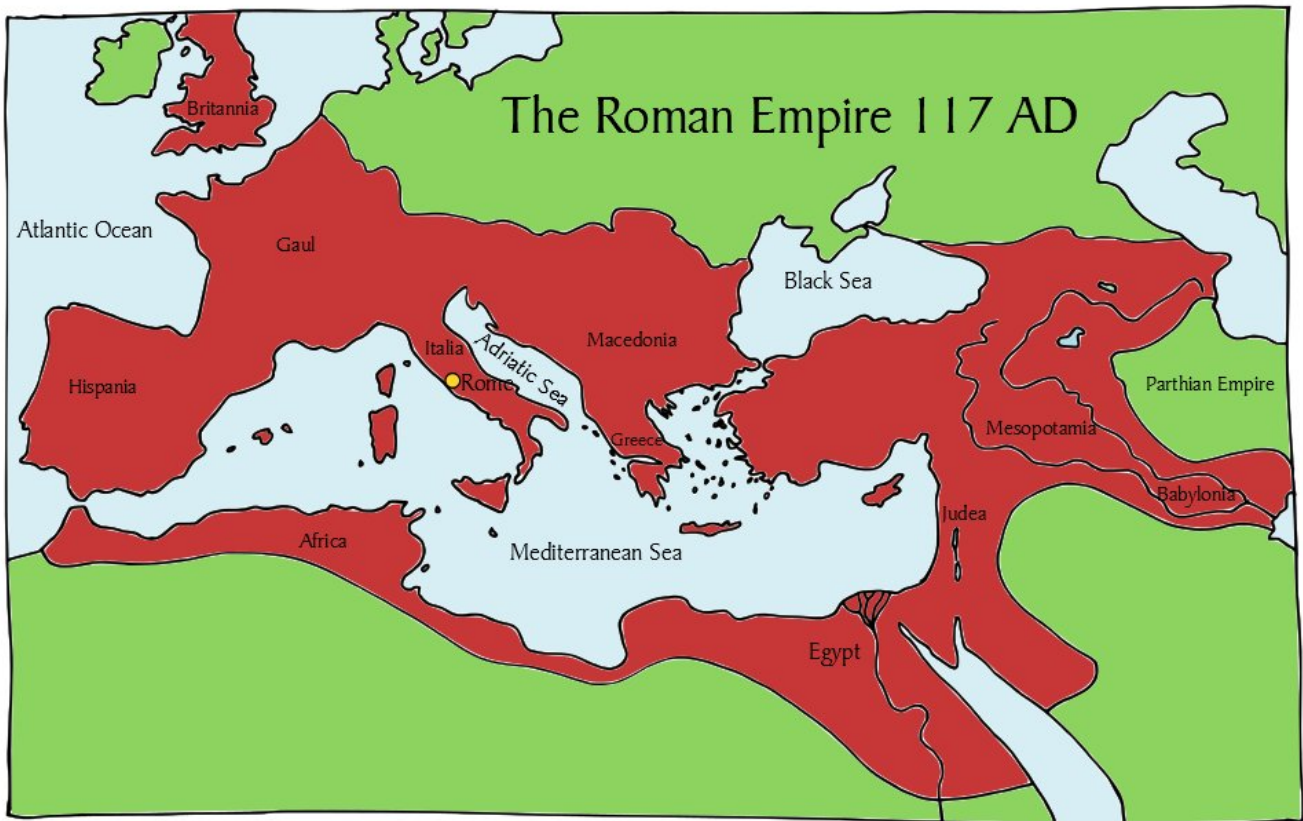 The Roman Empire 117 AD
Britannia
Atlantic Ocean
Gaul
Black Sea
Macedonia
Italia
Adriatic Sea
Rome
Hispania
Parthian Empire
Mesopotamia
Greece
Babylonia
Judea
Africa
Mediterranean Sea
Egypt